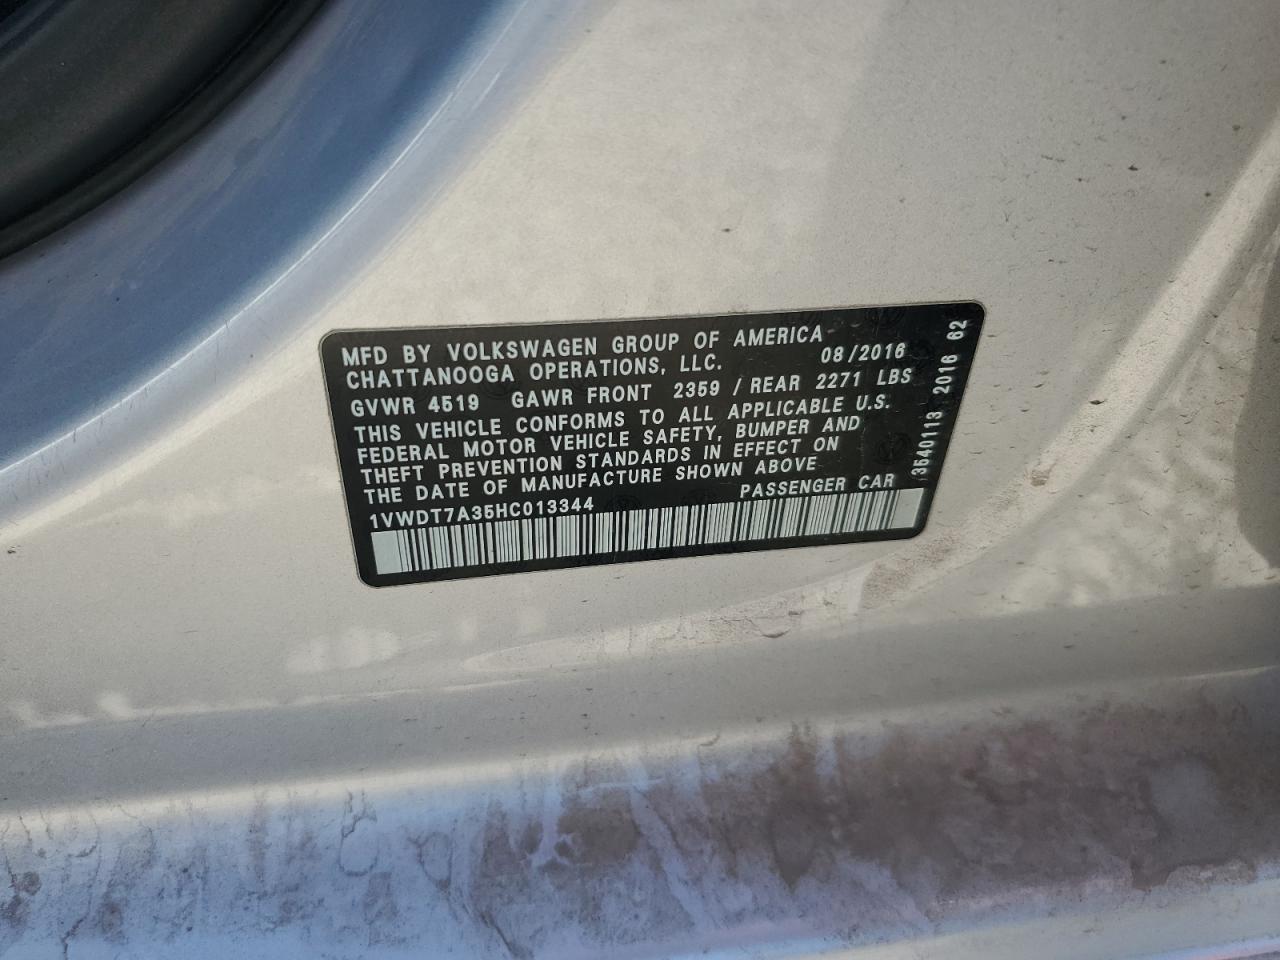 MFD BY VOLKSWAGEN GROUP OF AMERICA
CHATTANOOGA OPERATIONS, LLC. 08/2016
GVWR 4519 GAWR FRONT 2359 / REAR 2271 LBS
THIS VEHICLE CONFORMS TO ALL APPLICABLE U.S.
FEDERAL MOTOR VEHICLE SAFETY, BUMPER AND
THEFT PREVENTION STANDARDS IN EFFECT ON
THE DATE OF MANUFACTURE SHOWN ABOVE
1VWDT7A35HC013344 PASSENGER CAR
3540113 2016 62